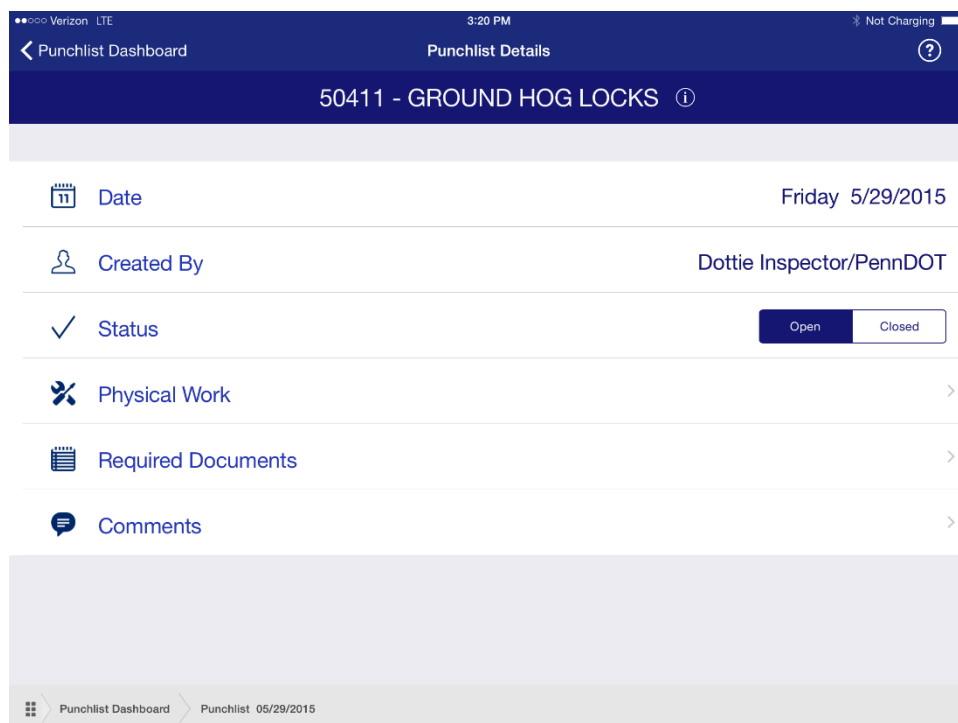 Verizon LTE 3:20 PM Not Charging
Punchlist Dashboard Punchlist Details ?
50411 - GROUND HOG LOCKS i
11 Date Friday 5/29/2015
Created By Dottie Inspector/PennDOT
Status Open Closed
Physical Work
Required Documents
Comments
Punchlist Dashboard Punchlist 05/29/2015